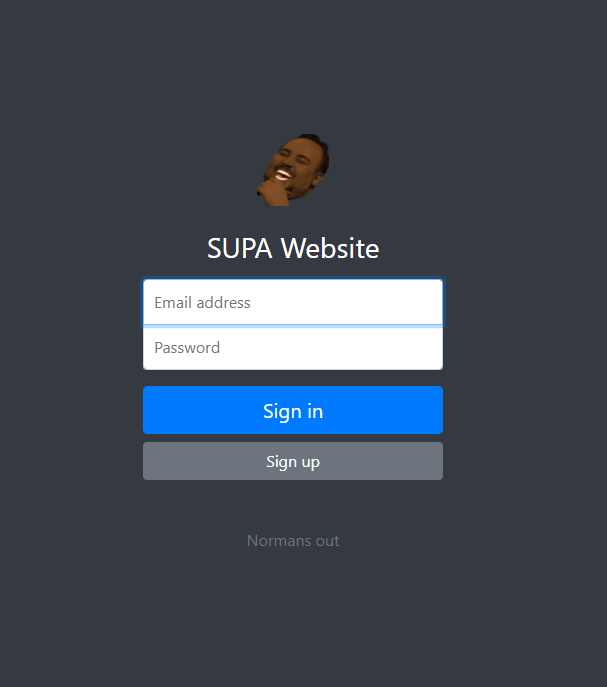 SUPA Website
Email address
Password
Sign in
Sign up
Normans out